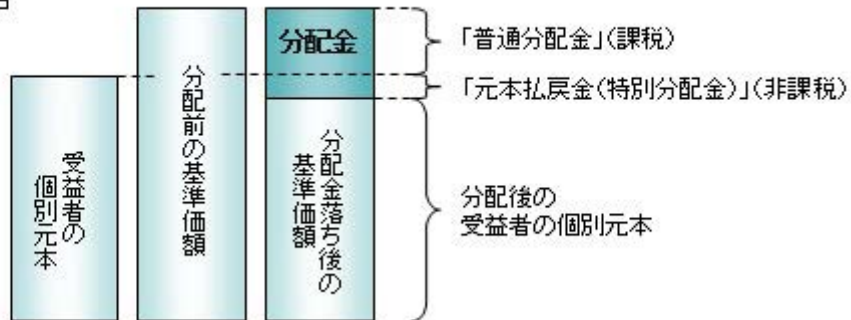 受益者の
個別元本
分配前の基準価額
分配金
分配金落ち後の
基準価額
「普通分配金」(課税)
「元本払戻金(特別分配金)」(非課税)
分配後の
受益者の個別元本